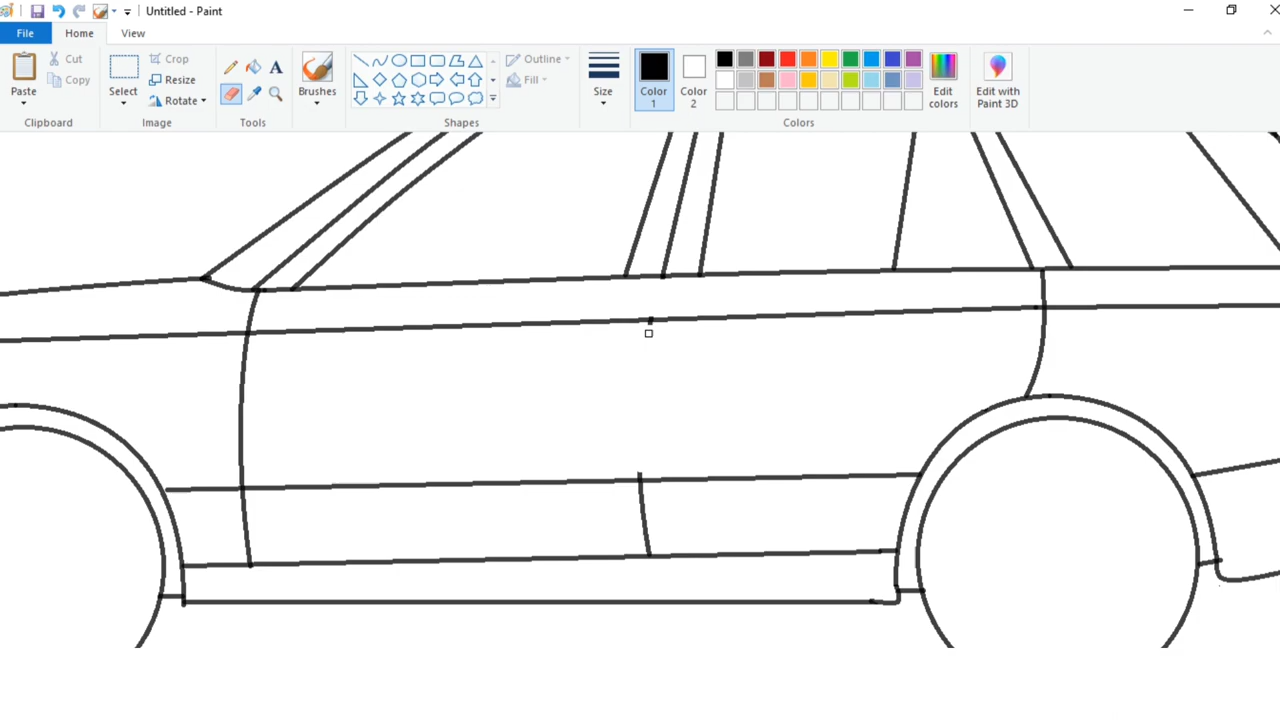 Untitled - Paint
File
Home
View
Paste
Cut
Copy
Clipboard
Select
Crop
Resize
Rotate
Image
Tools
Brushes
Outline
Fill
Shapes
Size
Color
1
Color
2
Edit
colors
Colors
Edit with
Paint 3D